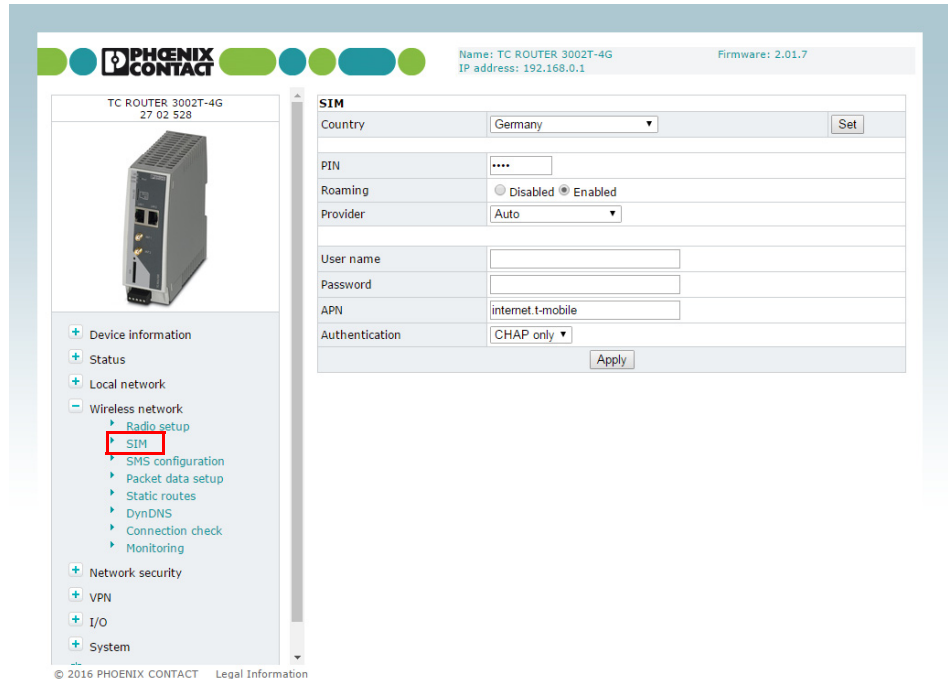 PHŒNIX
CONTACT
Name: TC ROUTER 3002T-4G
Firmware: 2.01.7
IP address: 192.168.0.1
TC ROUTER 3002T-4G
27 02 528
Device information
Status
Local network
Wireless network
Radio setup
SIM
SMS configuration
Packet data setup
Static routes
DynDNS
Connection check
Monitoring
Network security
VPN
I/O
System
SIM
Country Germany Set
PIN ••••
Roaming Disabled Enabled
Provider Auto
User name
Password
APN internet.t-mobile
Authentication CHAP only
Apply
© 2016 PHOENIX CONTACT Legal Information